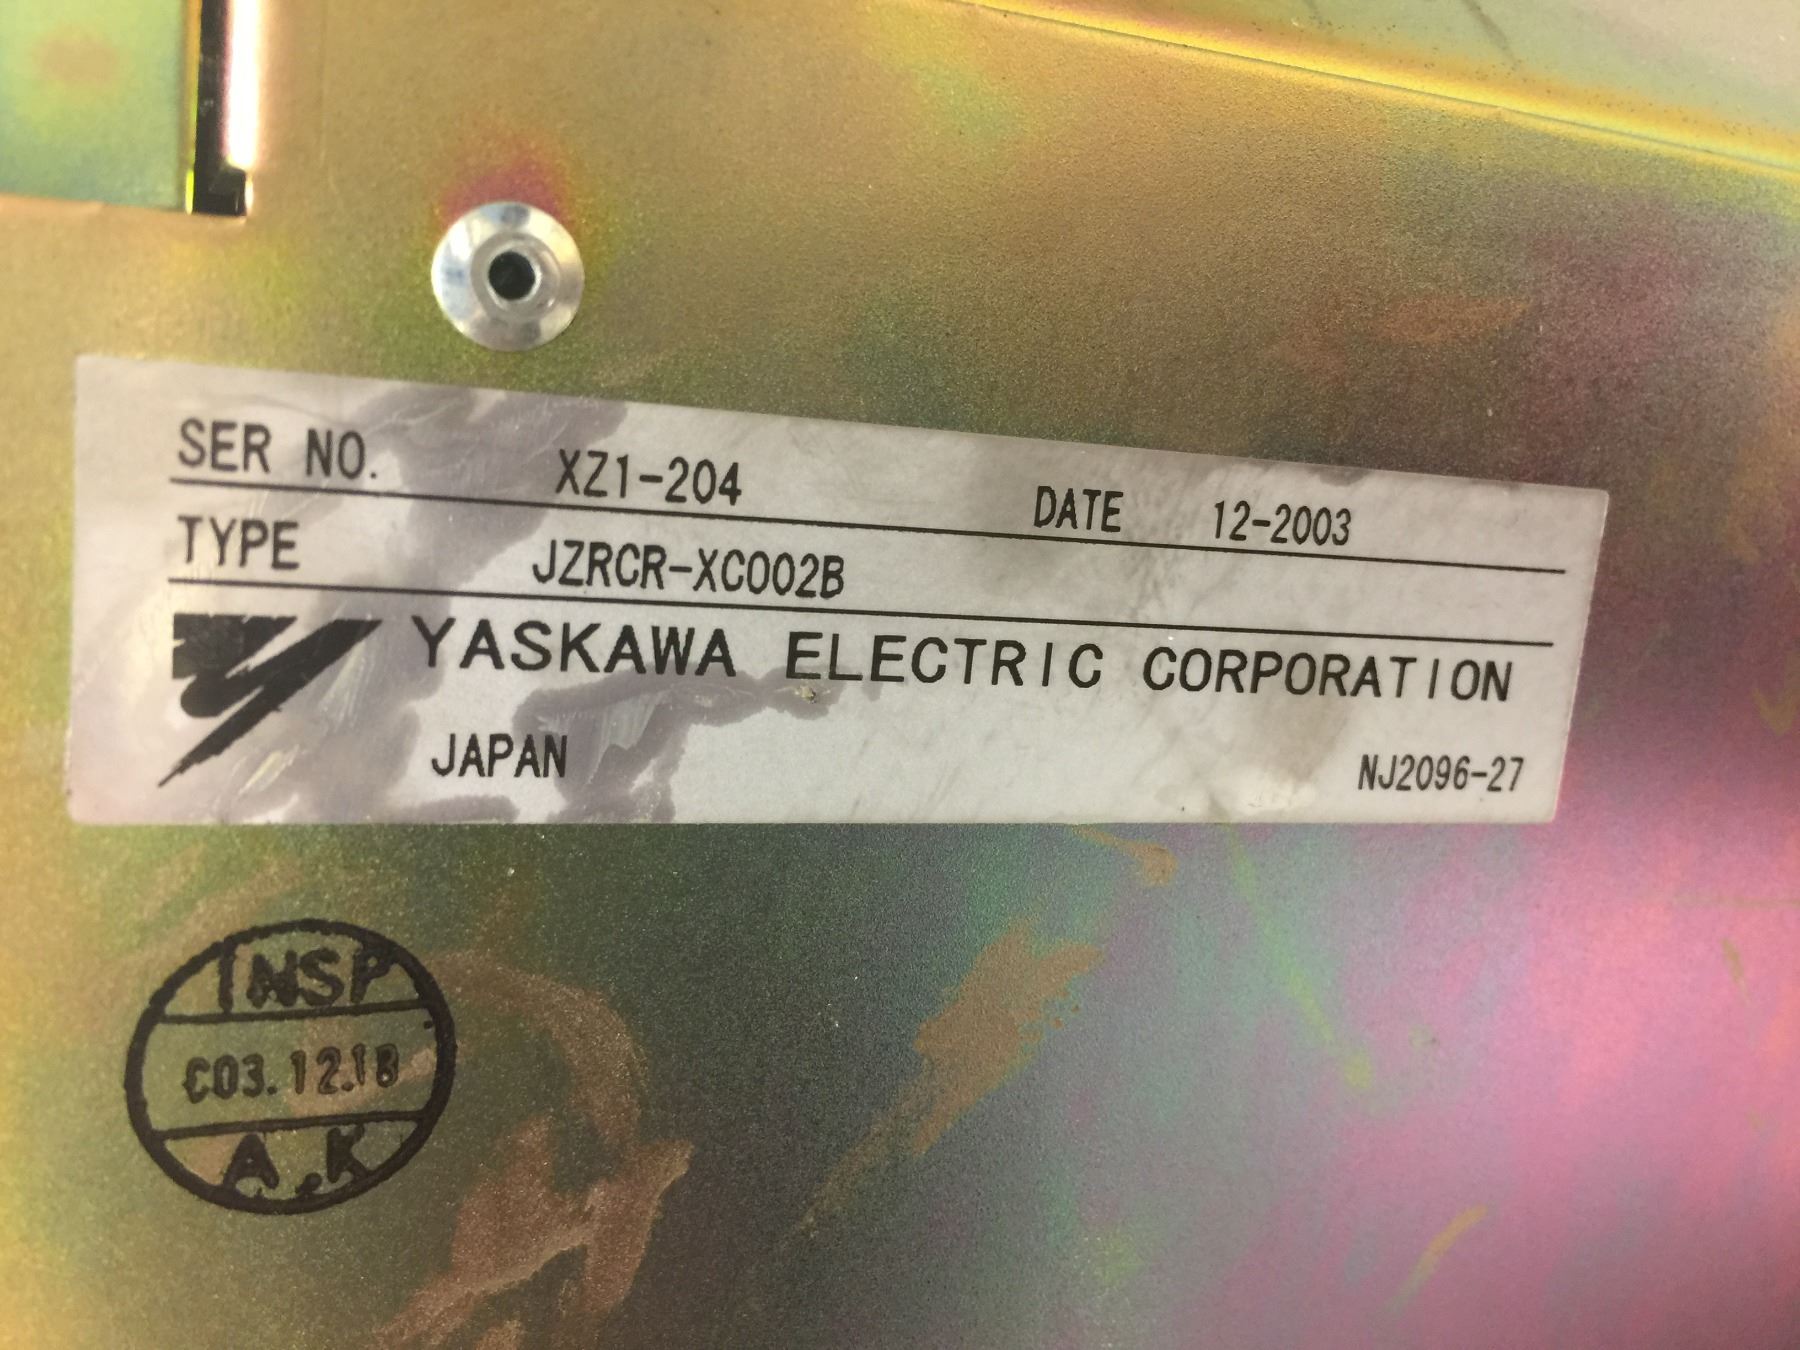 SER NO. XZ1-204 DATE 12-2003
TYPE JZRCR-XC002B
YASKAWA ELECTRIC CORPORATION
JAPAN NJ2096-27
INSP
C03.12.18
A.K